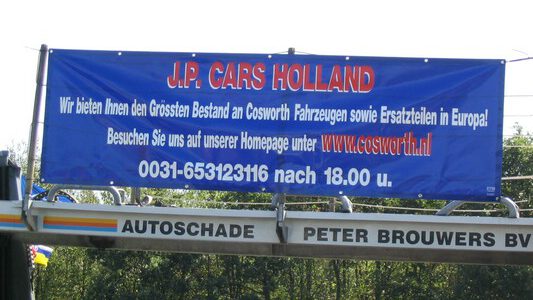 J.P. CARS HOLLAND
Wir bieten Ihnen den Grössten Bestand an Cosworth Fahrzeugen sowie Ersatzteilen in Europa!
Besuchen Sie uns auf unserer Homepage unter www.cosworth.nl
0031-653123116 nach 18.00 u.
AUTOSCHADE PETER BROUWERS BV